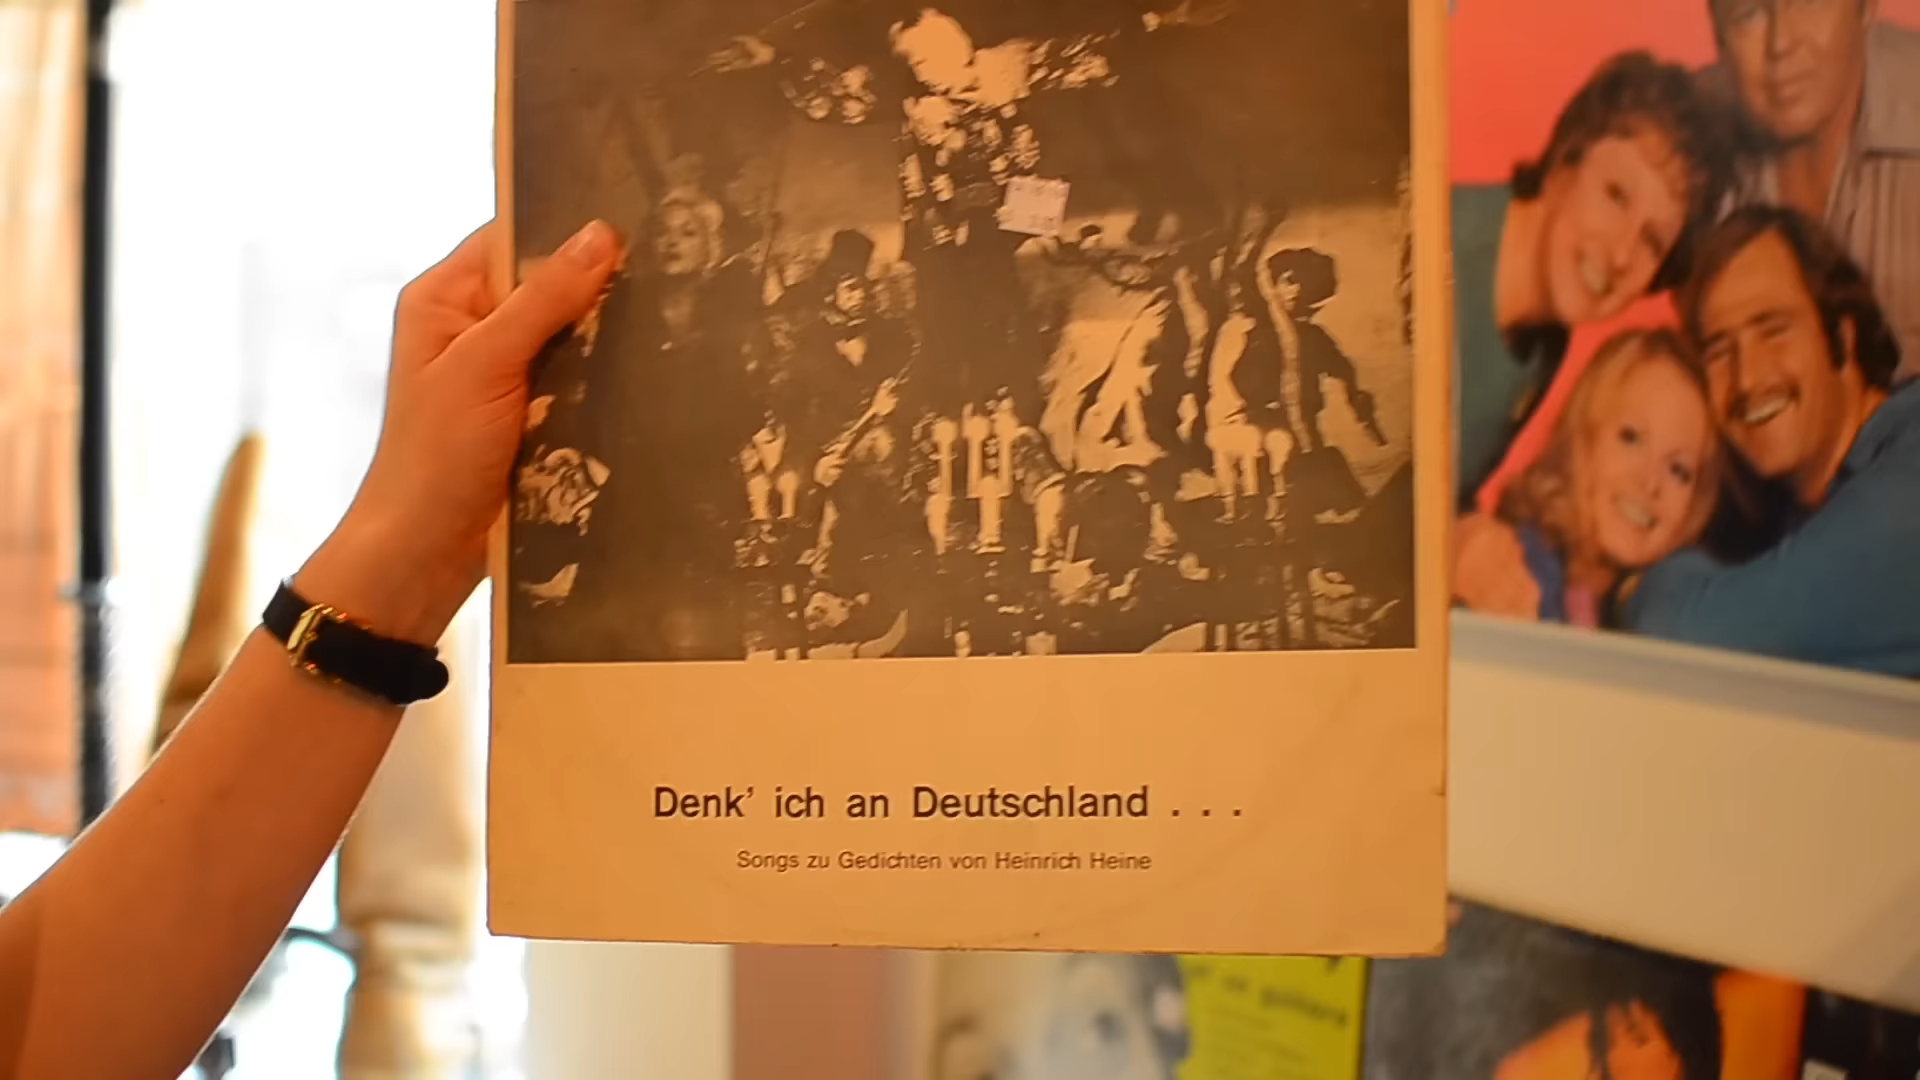 Denk' ich an Deutschland . . .
Songs zu Gedichten von Heinrich Heine